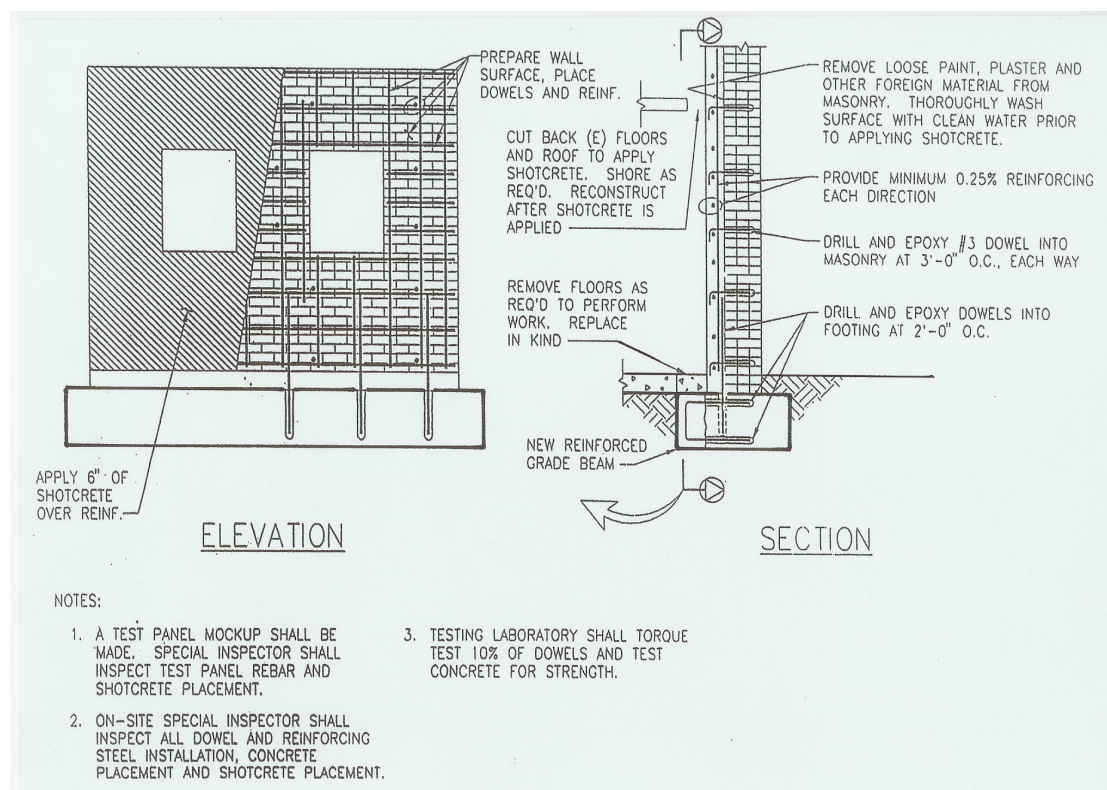 PREPARE WALL
SURFACE, PLACE
DOWELS AND REINF.
CUT BACK (E) FLOORS
AND ROOF TO APPLY
SHOTCRETE. SHORE AS
REQ'D. RECONSTRUCT
AFTER SHOTCRETE IS
APPLIED
REMOVE FLOORS AS
REQ'D TO PERFORM
WORK. REPLACE
IN KIND
NEW REINFORCED
GRADE BEAM
REMOVE LOOSE PAINT, PLASTER AND
OTHER FOREIGN MATERIAL FROM
MASONRY. THOROUGHLY WASH
SURFACE WITH CLEAN WATER PRIOR
TO APPLYING SHOTCRETE.
PROVIDE MINIMUM 0.25% REINFORCING
EACH DIRECTION
DRILL AND EPOXY #3 DOWEL INTO
MASONRY AT 3'-0" O.C., EACH WAY
DRILL AND EPOXY DOWELS INTO
FOOTING AT 2'-0" O.C.
APPLY 6" OF
SHOTCRETE
OVER REINF.
ELEVATION
SECTION
NOTES:
1. A TEST PANEL MOCKUP SHALL BE
MADE. SPECIAL INSPECTOR SHALL
INSPECT TEST PANEL REBAR AND
SHOTCRETE PLACEMENT.
2. ON-SITE SPECIAL INSPECTOR SHALL
INSPECT ALL DOWEL AND REINFORCING
STEEL INSTALLATION, CONCRETE
PLACEMENT AND SHOTCRETE PLACEMENT.
3. TESTING LABORATORY SHALL TORQUE
TEST 10% OF DOWELS AND TEST
CONCRETE FOR STRENGTH.